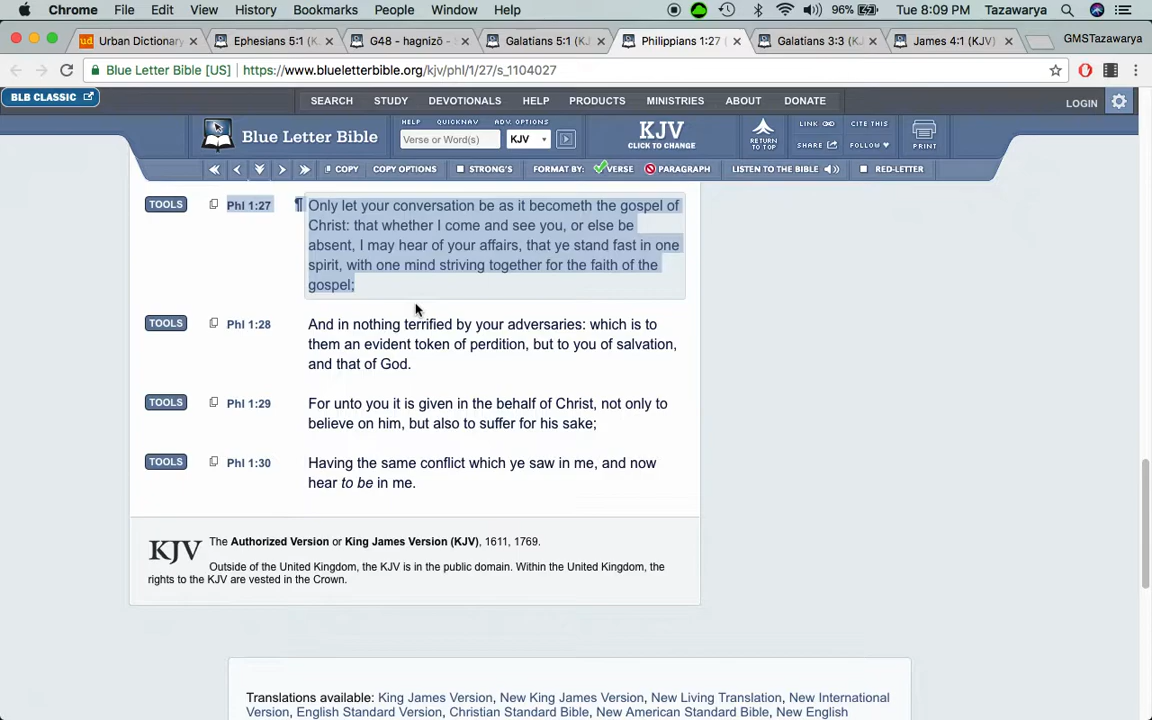 Chrome File Edit View History Bookmarks People Window Help 96% Tue 8:09 PM Tazawarya
Urban Dictionary: Ephesians 5:1 (K G48 - hagnizō - S Galatians 5:1 (KJV Philippians 1:27 ( Galatians 3:3 (KJ James 4:1 (KJV) GMSTazawarya
Blue Letter Bible [US] https://www.blueletterbible.org/kjv/phl/1/27/s_1104027
BLB CLASSIC SEARCH STUDY DEVOTIONALS HELP PRODUCTS MINISTRIES ABOUT DONATE LOGIN
HELP QUICKNAV ADV. OPTIONS
Blue Letter Bible Verse or Word(s) KJV KJV CLICK TO CHANGE RETURN TO TOP LINK CITE THIS SHARE FOLLOW PRINT
COPY COPY OPTIONS STRONG'S FORMAT BY: VERSE PARAGRAPH LISTEN TO THE BIBLE RED-LETTER
TOOLS Phl 1:27 ¶ Only let your conversation be as it becometh the gospel of
Christ: that whether I come and see you, or else be
absent, I may hear of your affairs, that ye stand fast in one
spirit, with one mind striving together for the faith of the
gospel;
TOOLS Phl 1:28 And in nothing terrified by your adversaries: which is to
them an evident token of perdition, but to you of salvation,
and that of God.
TOOLS Phl 1:29 For unto you it is given in the behalf of Christ, not only to
believe on him, but also to suffer for his sake;
TOOLS Phl 1:30 Having the same conflict which ye saw in me, and now
hear to be in me.
KJV The Authorized Version or King James Version (KJV), 1611, 1769.
Outside of the United Kingdom, the KJV is in the public domain. Within the United Kingdom, the
rights to the KJV are vested in the Crown.
Translations available: King James Version, New King James Version, New Living Translation, New International
Version, English Standard Version, Christian Standard Bible, New American Standard Bible, New English